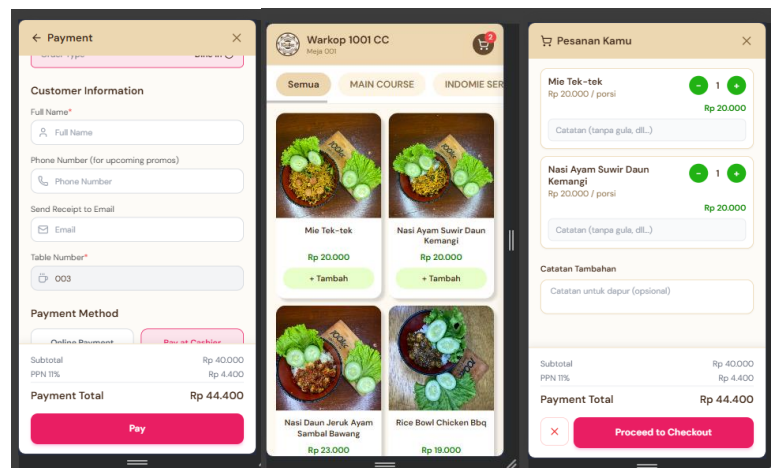 Payment
Order Type
Dine In
Customer Information
Full Name*
Full Name
Phone Number (for upcoming promos)
Phone Number
Send Receipt to Email
Email
Table Number*
003
Payment Method
Online Payment
Pay at Cashier
Subtotal Rp 40.000
PPN 11% Rp 4.400
Payment Total Rp 44.400
Pay
Warkop 1001 CC
Meja 001
2
Semua MAIN COURSE INDOMIE SER
Mie Tek-tek
Rp 20.000
+ Tambah
Nasi Ayam Suwir Daun
Kemangi
Rp 20.000
+ Tambah
Nasi Daun Jeruk Ayam
Sambal Bawang
Rp 23.000
Rice Bowl Chicken Bbq
Rp 19.000
Pesanan Kamu
Mie Tek-tek
Rp 20.000 / porsi
- 1 +
Rp 20.000
Catatan (tanpa gula, dll...)
Nasi Ayam Suwir Daun
Kemangi
Rp 20.000 / porsi
- 1 +
Rp 20.000
Catatan (tanpa gula, dll...)
Catatan Tambahan
Catatan untuk dapur (opsional)
Subtotal Rp 40.000
PPN 11% Rp 4.400
Payment Total Rp 44.400
Proceed to Checkout